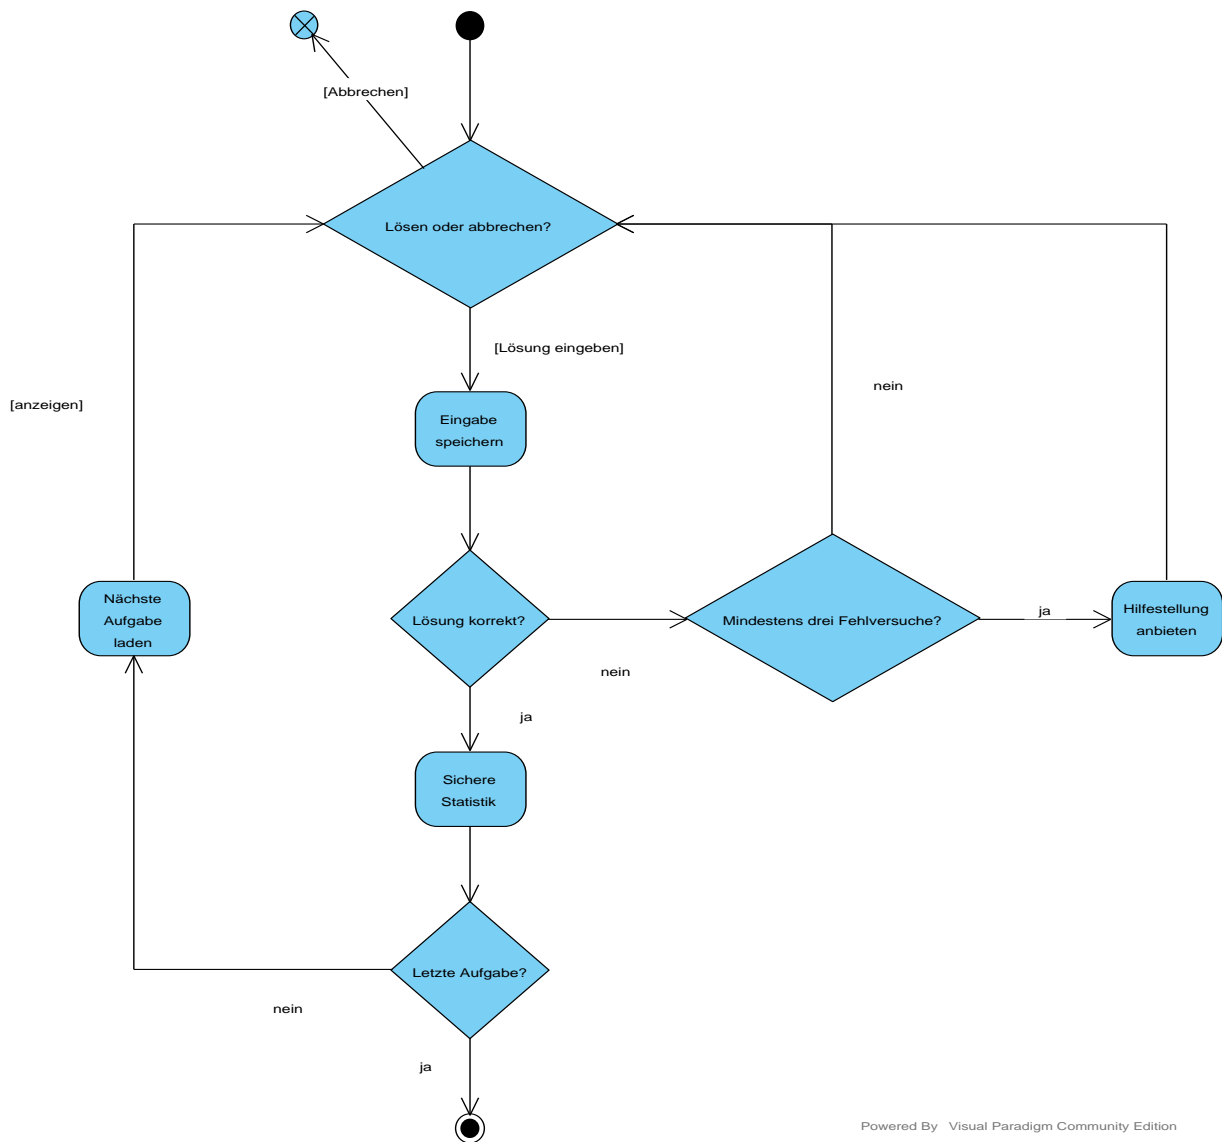 [Abbrechen]
Lösen oder abbrechen?
[Lösung eingeben]
nein
[anzeigen]
Eingabe
speichern
Nächste
Aufgabe
laden
Lösung korrekt?
nein
Mindestens drei Fehlversuche?
ja
Hilfestellung
anbieten
ja
Sichere
Statistik
Letzte Aufgabe?
nein
ja
Powered By Visual Paradigm Community Edition